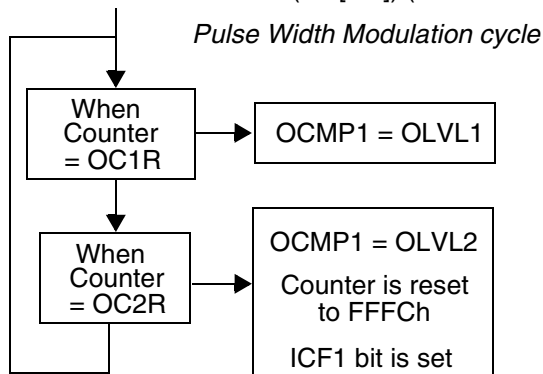 Pulse Width Modulation cycle
When
Counter
= OC1R
OCMP1 = OLVL1
When
Counter
= OC2R
OCMP1 = OLVL2
Counter is reset
to FFFCh
ICF1 bit is set